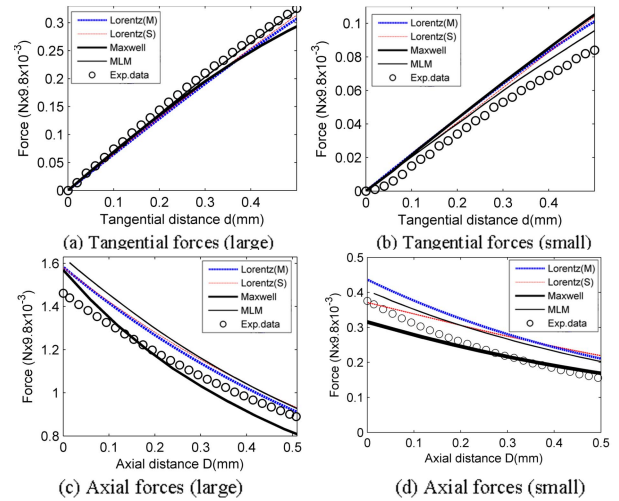 0.3
0.25
0.2
0.15
0.1
0.05
0
Force (Nx9.8x10⁻³)
Lorentz(M)
Lorentz(S)
Maxwell
MLM
Exp.data
0 0.1 0.2 0.3 0.4
Tangential distance d(mm)
(a) Tangential forces (large)
0.1
0.08
0.06
0.04
0.02
0
Force (Nx9.8x10⁻³)
Lorentz(M)
Lorentz(S)
Maxwell
MLM
Exp.data
0 0.1 0.2 0.3 0.4
Tangential distance d(mm)
(b) Tangential forces (small)
1.6
1.4
1.2
1
0.8
Force (Nx9.8x10⁻³)
Lorentz(M)
Lorentz(S)
Maxwell
MLM
Exp.data
0 0.1 0.2 0.3 0.4 0.5
Axial distance D(mm)
(c) Axial forces (large)
0.5
0.4
0.3
0.2
0.1
0
Force (Nx9.8x10⁻³)
Lorentz(M)
Lorentz(S)
Maxwell
MLM
Exp.data
0 0.1 0.2 0.3 0.4 0.5
Axial distance D(mm)
(d) Axial forces (small)